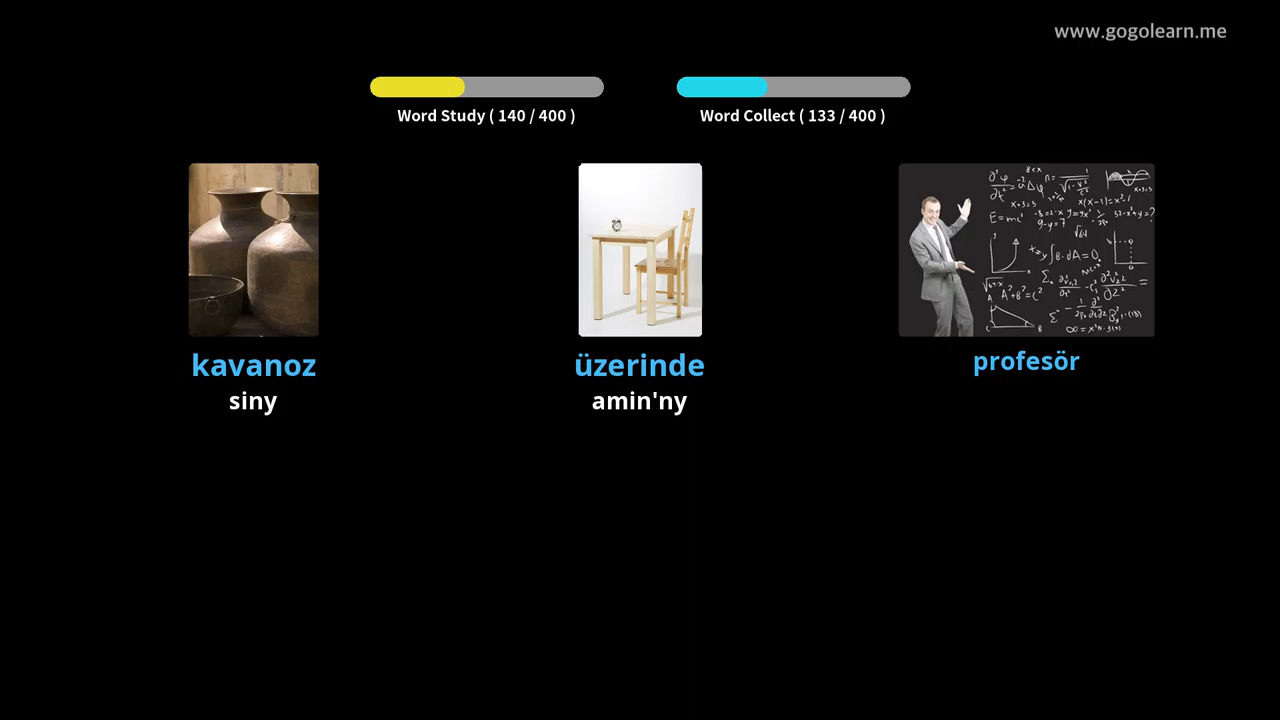 www.gogolearn.me
Word Study ( 140 / 400 )
Word Collect ( 133 / 400 )
kavanoz
siny
üzerinde
amin'ny
profesör